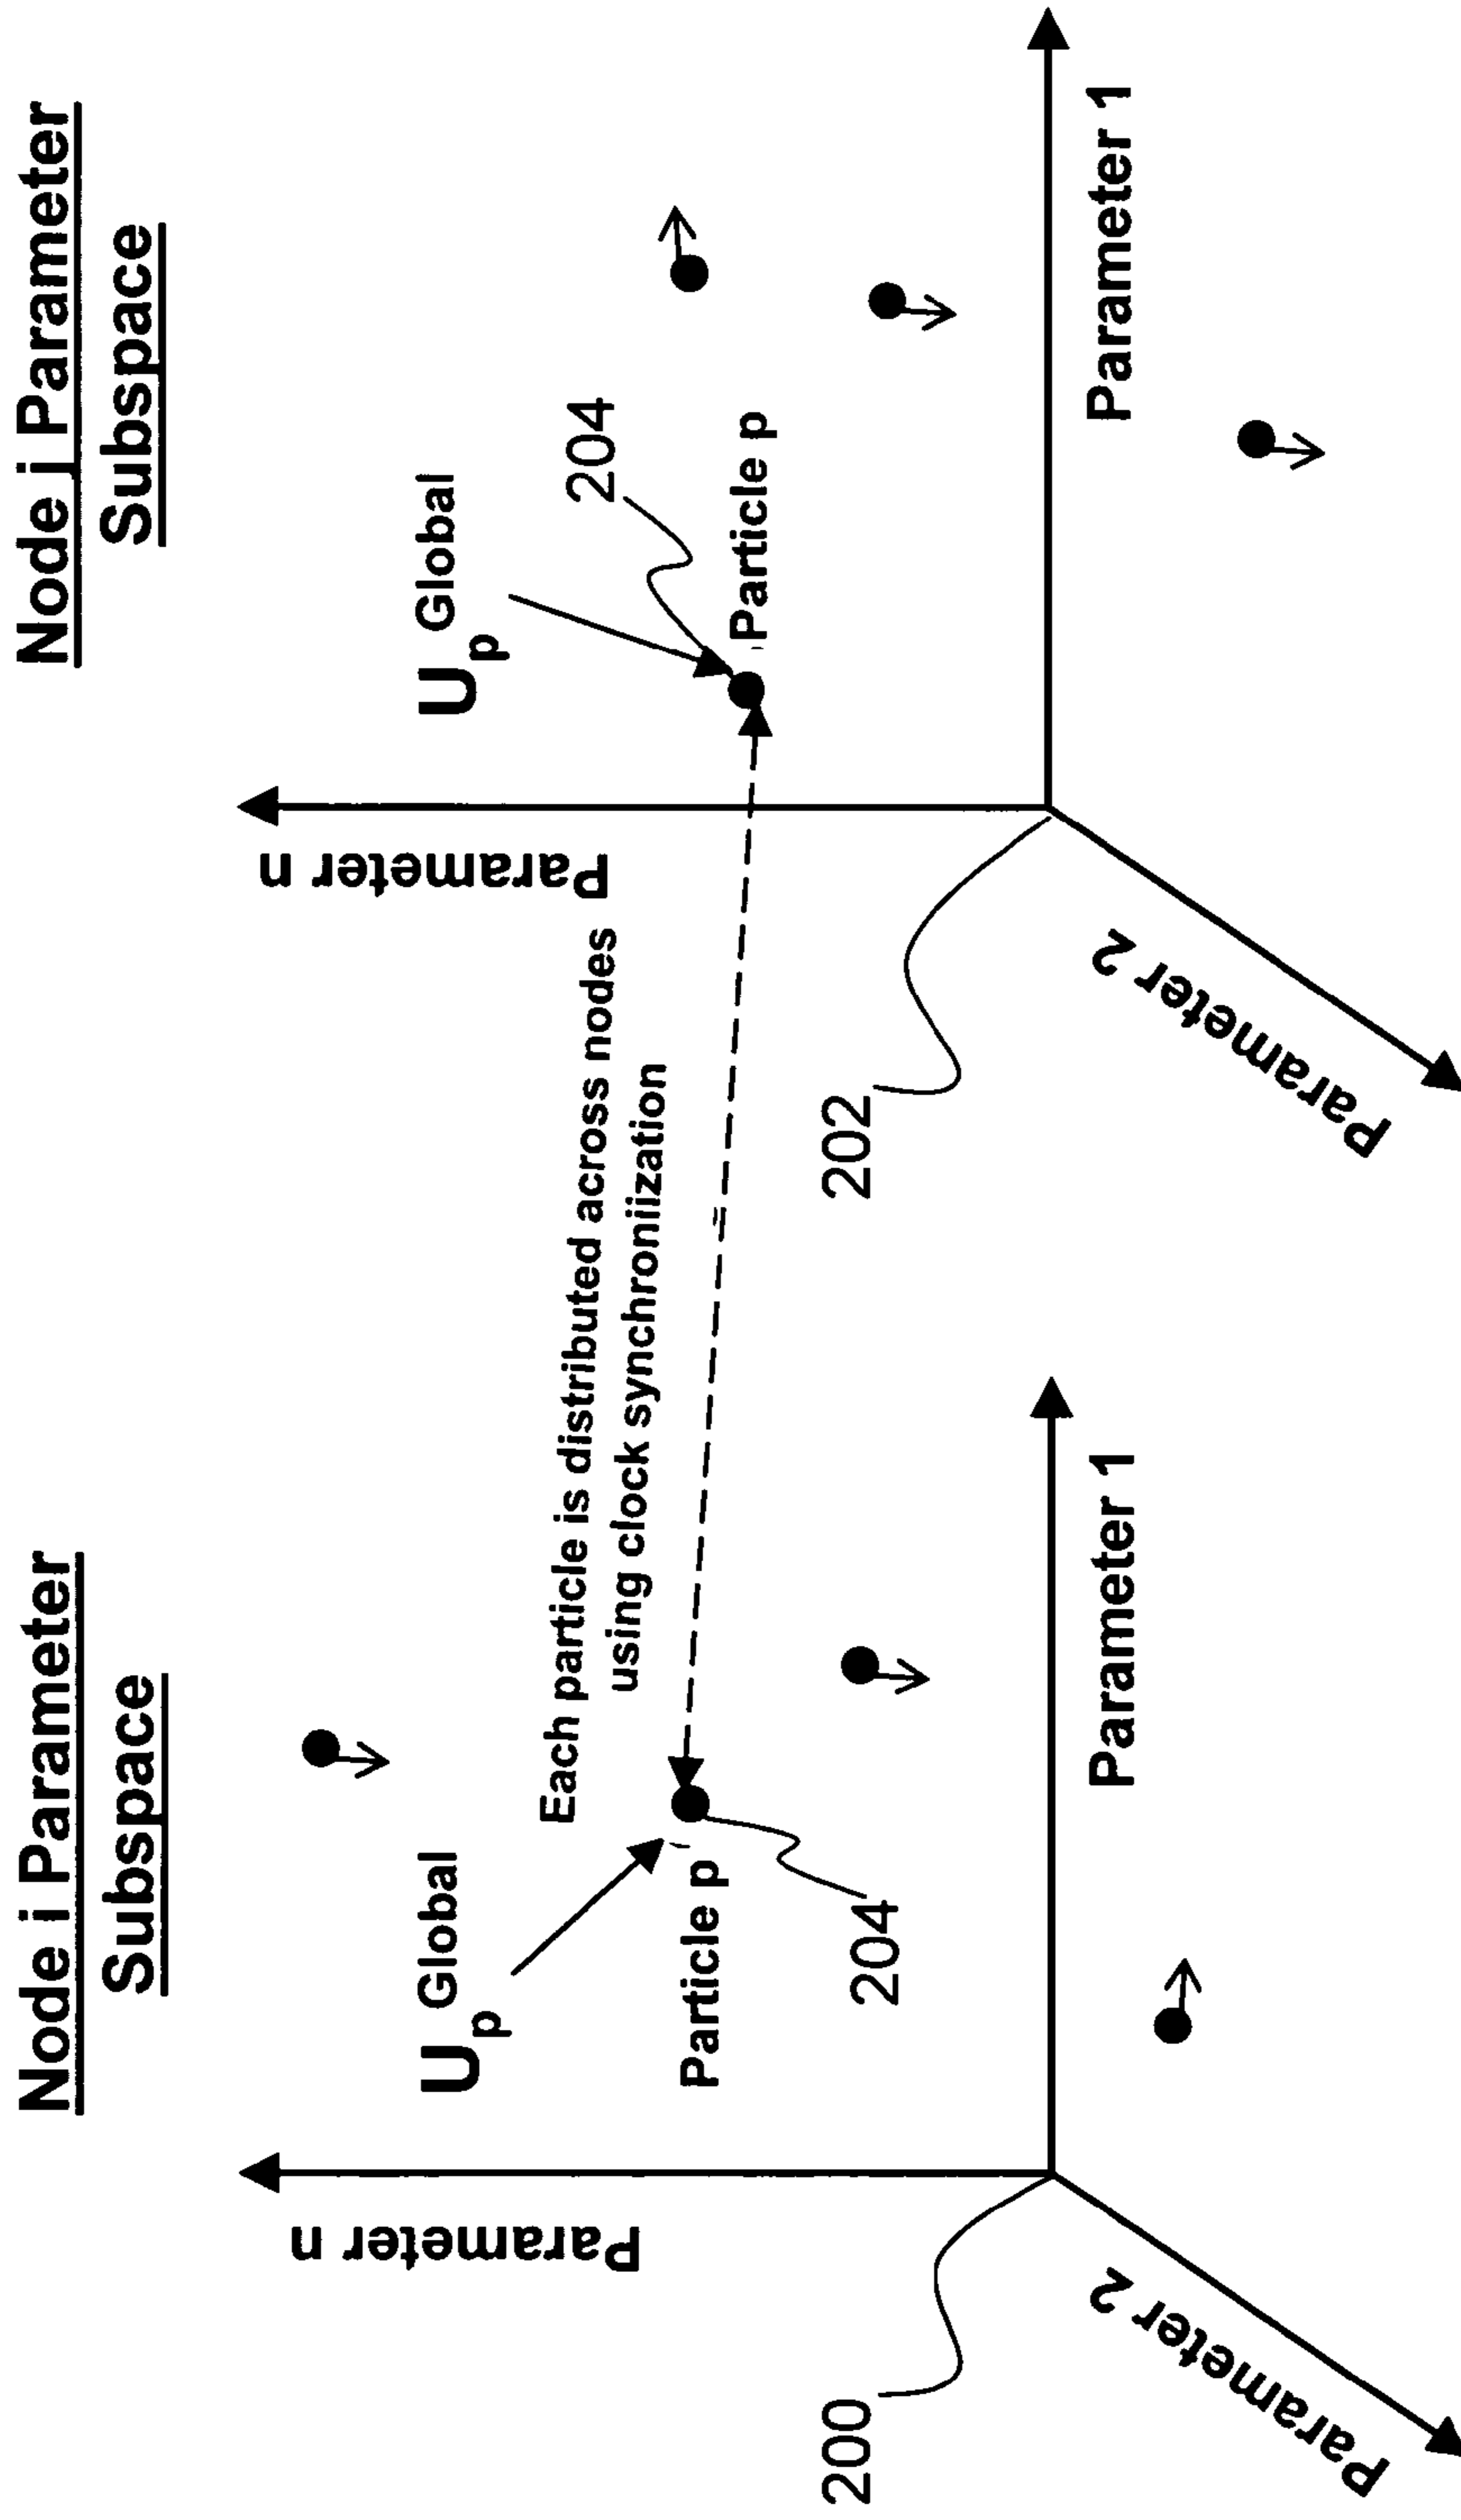 Node i Parameter
Subspace
Parameter n
U_p Global
Particle p
204
200
Parameter 2
Parameter 1
Each particle is distributed across nodes
using clock synchroniization
Node j Parameter
Subspace
Parameter n
U_p Global
204
Particle p
202
Parameter 2
Parameter 1